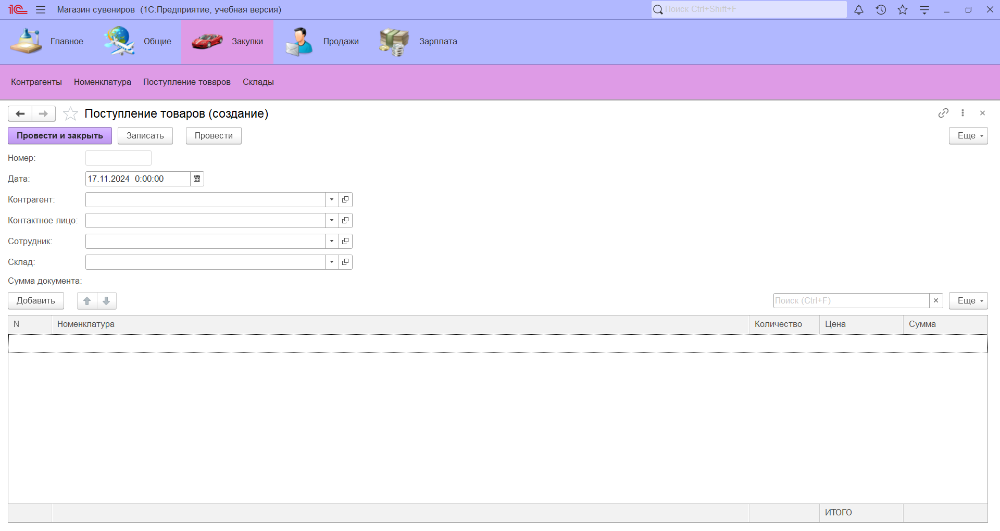 1С Магазин сувениров (1С:Предприятие, учебная версия) Поиск Ctrl+Shift+F
Главное Общие Закупки Продажи Зарплата
Контрагенты Номенклатура Поступление товаров Склады
Поступление товаров (создание)
Провести и закрыть Записать Провести Еще
Номер:
Дата: 17.11.2024 0:00:00
Контрагент:
Контактное лицо:
Сотрудник:
Склад:
Сумма документа:
Добавить Поиск (Ctrl+F) × Еще
N Номенклатура Количество Цена Сумма
ИТОГО